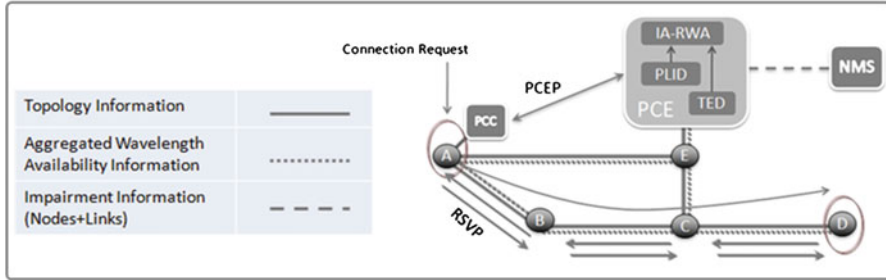 Connection Request
IA-RWA
PLID
TED
PCE
NMS
PCEP
PCC
Topology Information
Aggregated Wavelength
Availability Information
Impairment Information
(Nodes+Links)
A
E
B
C
D
RSVP